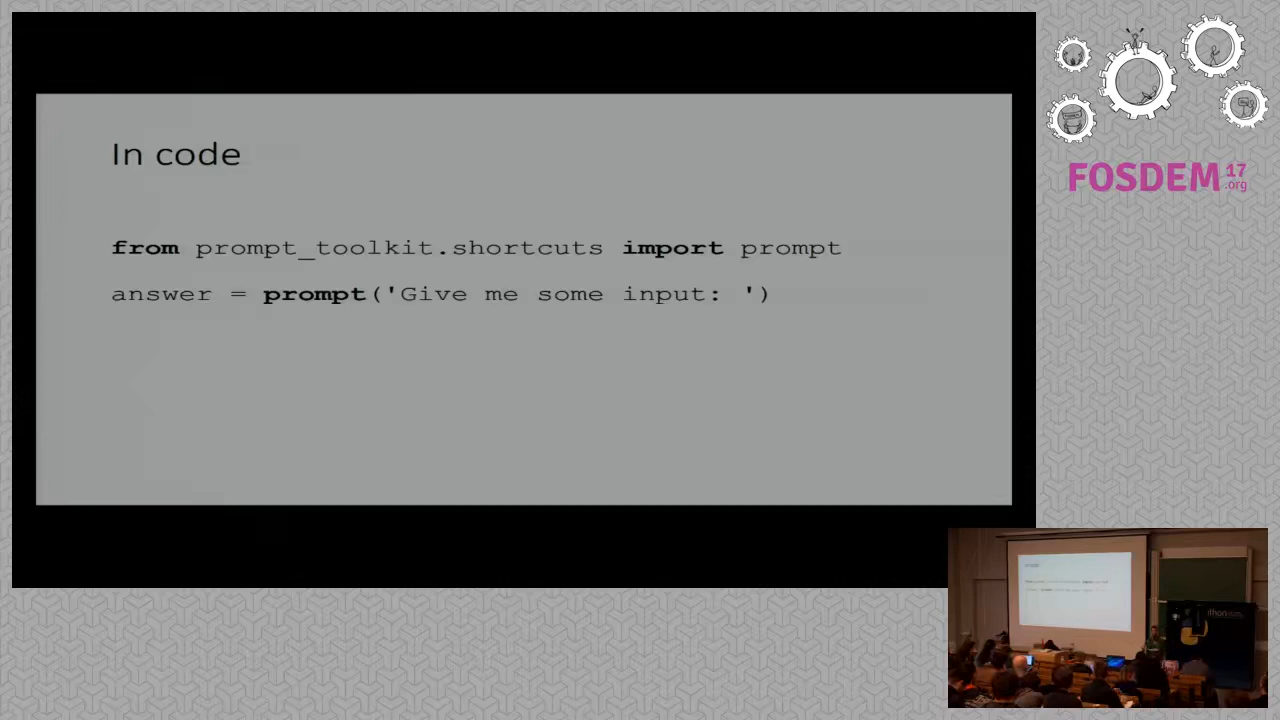 In code
from prompt_toolkit.shortcuts import prompt
answer = prompt('Give me some input: ')
FOSDEM 17
.org